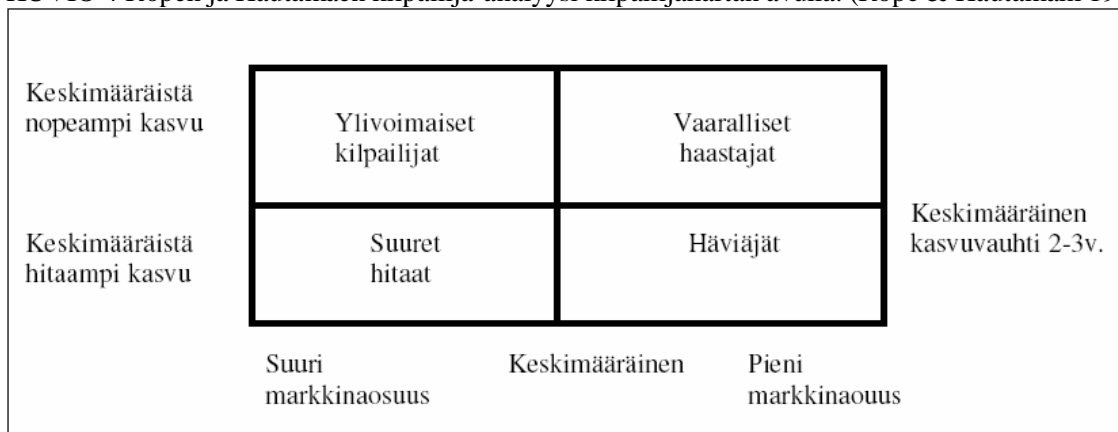 Keskimääräistä
nopeampi kasvu
Ylivoimaiset
kilpailijat
Vaaralliset
haastajat
Keskimääräinen
kasvuvauhti 2-3v.
Keskimääräistä
hitaampi kasvu
Suuret
hitaat
Häviäjät
Suuri
markkinaosuus
Keskimääräinen
Pieni
markkinaouus